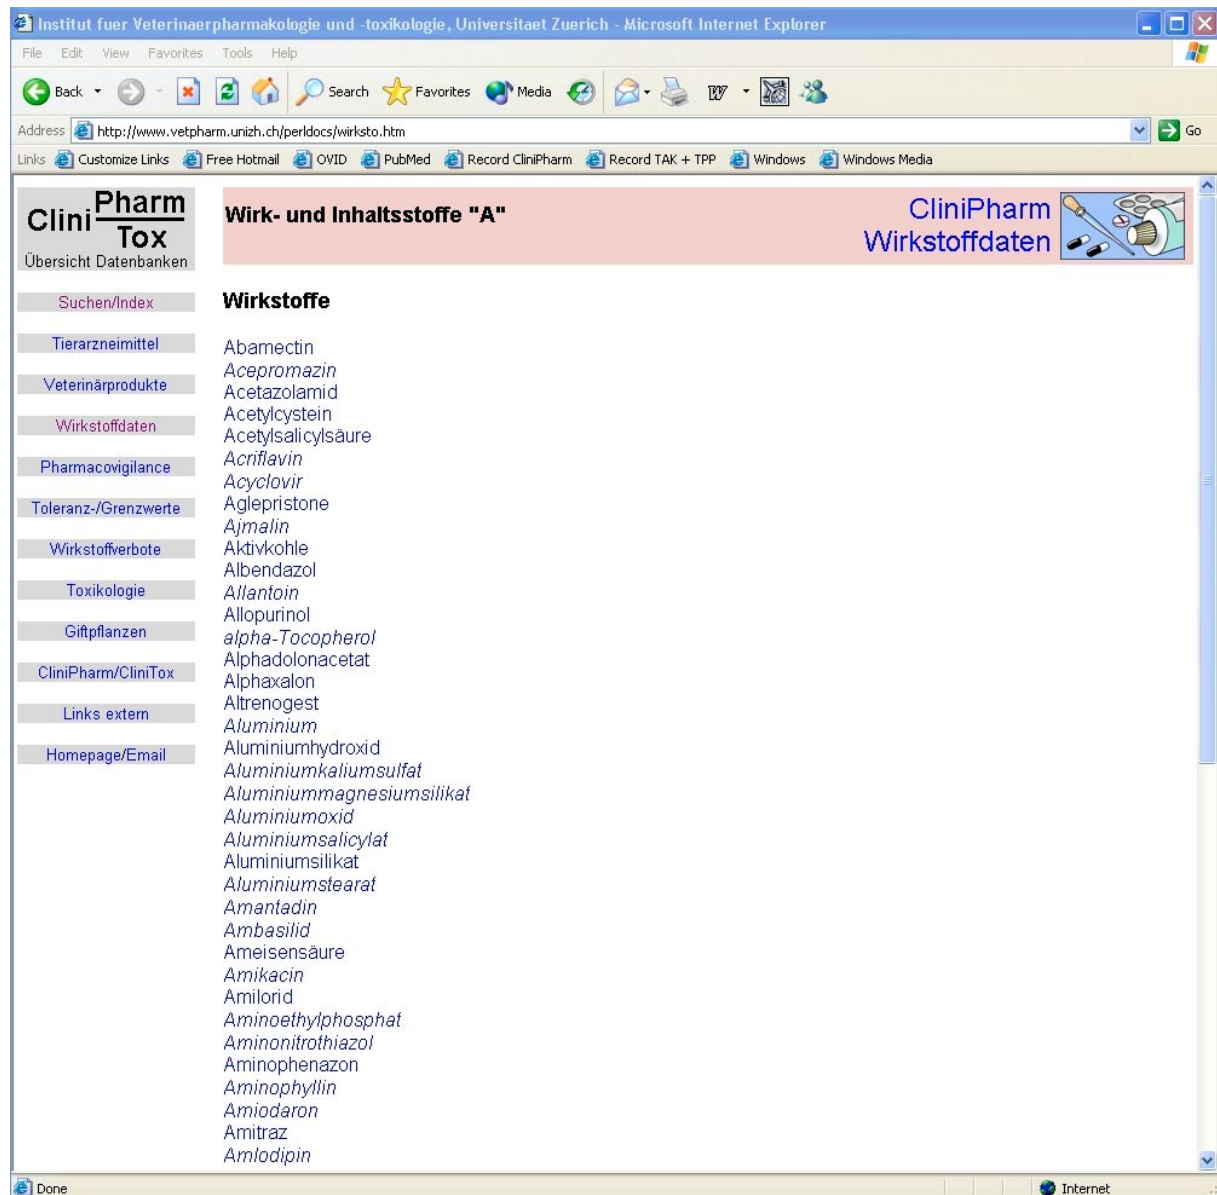 Institut fuer Veterinaerpharmakologie und -toxikologie, Universitaet Zuerich - Microsoft Internet Explorer
File Edit View Favorites Tools Help
Back Search Favorites Media
Address http://www.vetpharm.unizh.ch/perldocs/wirksto.htm Go
Links Customize Links Free Hotmail OVID PubMed Record CliniPharm Record TAK + TPP Windows Windows Media
Clini Pharm
Tox
Übersicht Datenbanken
Wirk- und Inhaltsstoffe "A"
CliniPharm
Wirkstoffdaten
Suchen/Index
Tierarzneimittel
Veterinärprodukte
Wirkstoffdaten
Pharmacovigilance
Toleranz-/Grenzwerte
Wirkstoffverbote
Toxikologie
Giftpflanzen
CliniPharm/CliniTox
Links extern
Homepage/Email
Wirkstoffe
Abamectin
Acepromazin
Acetazolamid
Acetylcystein
Acetylsalicylsäure
Acriflavin
Acyclovir
Aglepristone
Ajmalin
Aktivkohle
Albendazol
Allantoin
Allopurinol
alpha-Tocopherol
Alphadolonacetat
Alphaxalon
Altrenogest
Aluminium
Aluminiumhydroxid
Aluminiumkaliumsulfat
Aluminiummagnesiumsilikat
Aluminiumoxid
Aluminiumsalicylat
Aluminiumsilikat
Aluminiumstearat
Amantadin
Ambasilid
Ameisensäure
Amikacin
Amilorid
Aminoethylphosphat
Aminonitrothiazol
Aminophenazon
Aminophyllin
Amiodaron
Amitraz
Amlodipin
Done Internet